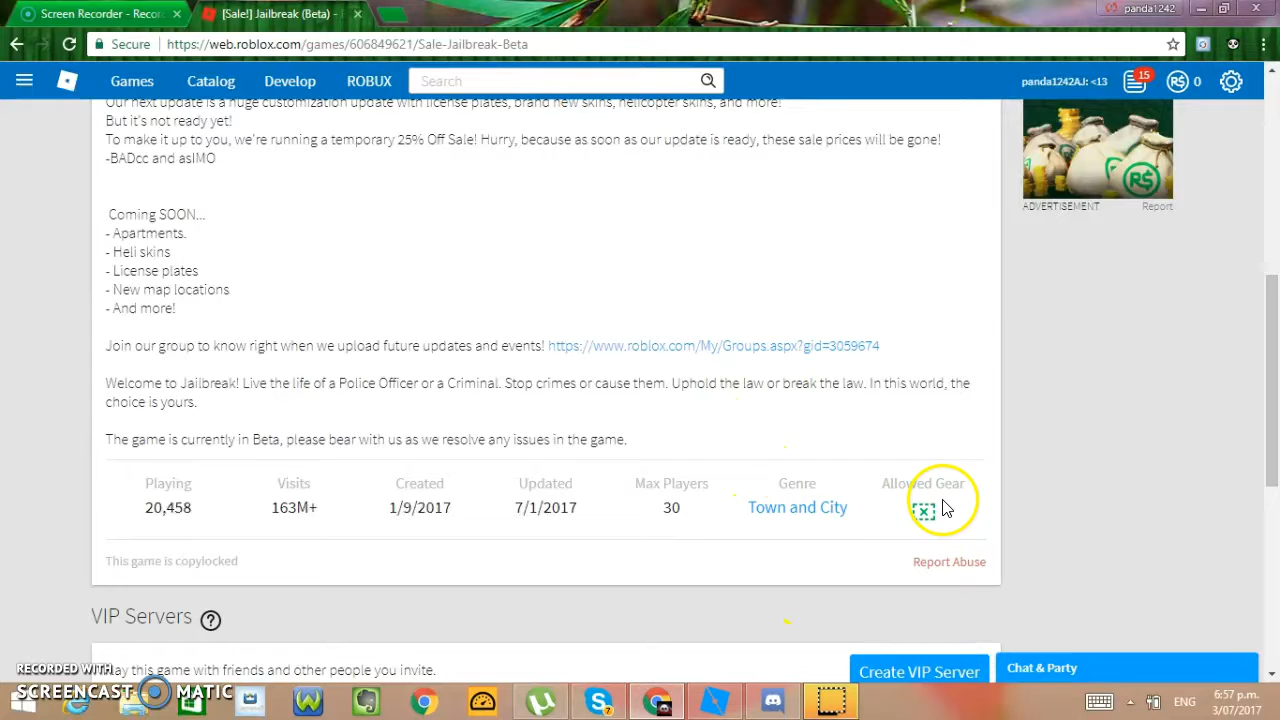 Screen Recorder - Recor
[Sale!] Jailbreak (Beta) -
panda1242
Secure
https://web.roblox.com/games/606849621/Sale-Jailbreak-Beta
Games
Catalog
Develop
ROBUX
Search
panda1242AJ: <13
15
R$ 0
Our next update is a huge customization update with license plates, brand new skins, helicopter skins, and more!
But it's not ready yet!
To make it up to you, we're running a temporary 25% Off Sale! Hurry, because as soon as our update is ready, these sale prices will be gone!
-BADcc and asIMO
R$
ADVERTISEMENT
Report
Coming SOON...
- Apartments.
- Heli skins
- License plates
- New map locations
- And more!
Join our group to know right when we upload future updates and events! https://www.roblox.com/My/Groups.aspx?gid=3059674
Welcome to Jailbreak! Live the life of a Police Officer or a Criminal. Stop crimes or cause them. Uphold the law or break the law. In this world, the
choice is yours.
The game is currently in Beta, please bear with us as we resolve any issues in the game.
Playing Visits Created Updated Max Players Genre Allowed Gear
20,458 163M+ 1/9/2017 7/1/2017 30 Town and City
This game is copylocked
Report Abuse
VIP Servers ?
lay this game with friends and other people you invite.
Create VIP Server
Chat & Party
RECORDED WITH
SCREENCAST MATIC
ENG
6:57 p.m.
3/07/2017